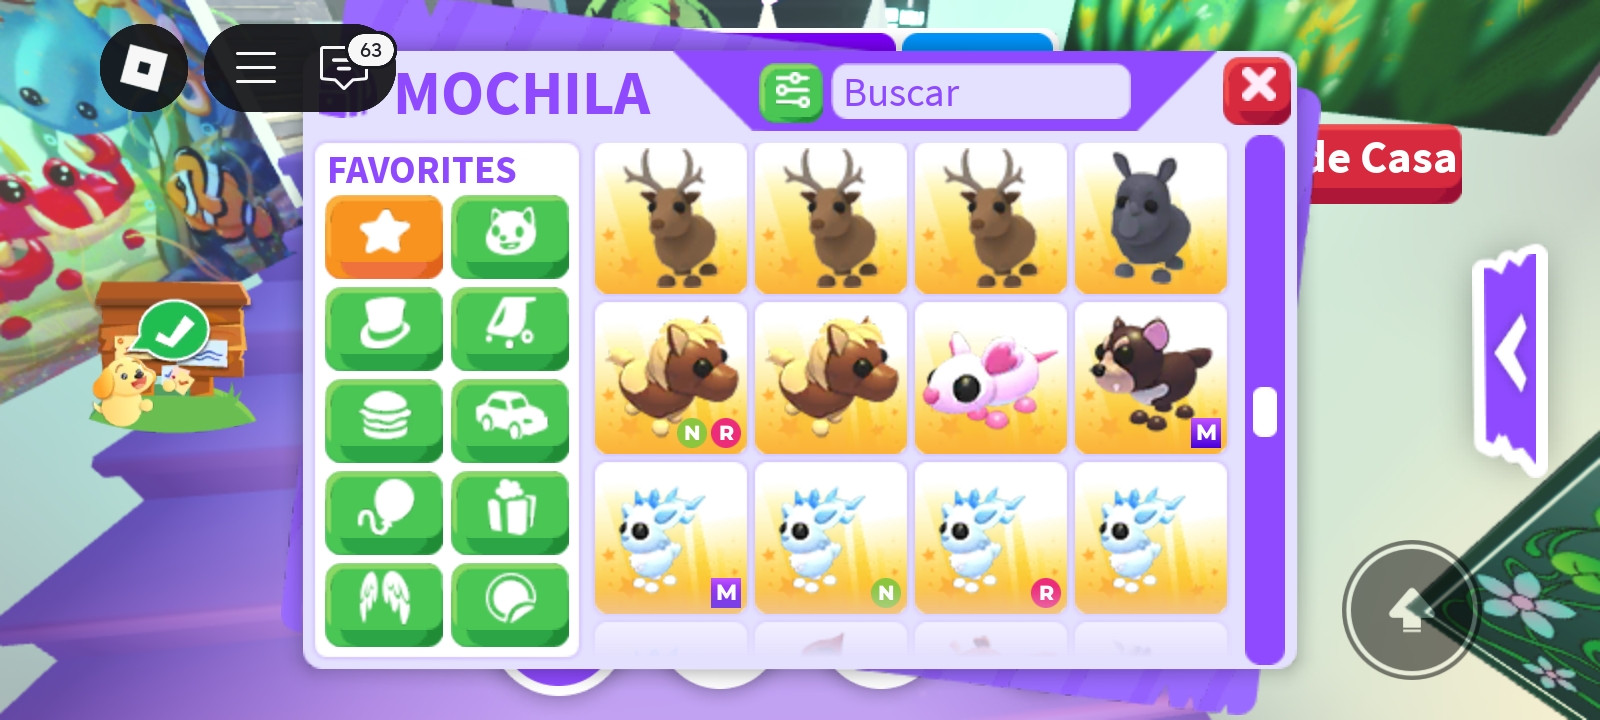 63
MOCHILA
Buscar
de Casa
FAVORITES
N R
M
M
N
R